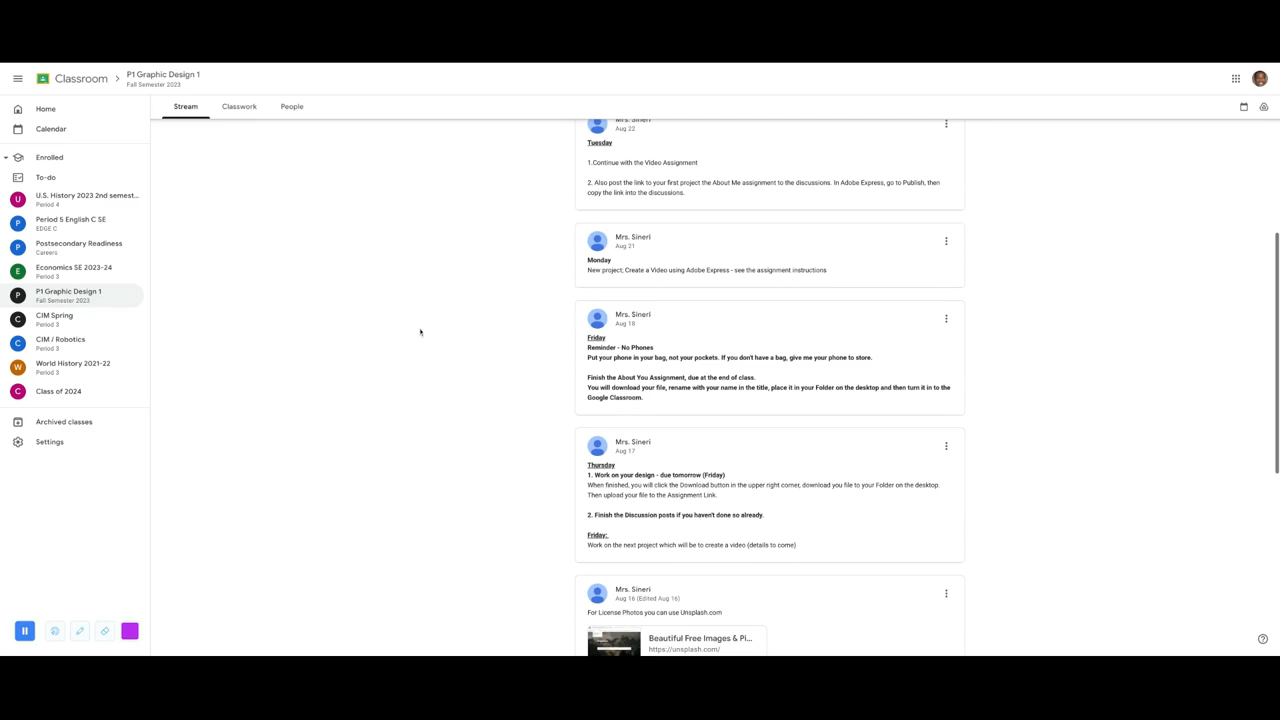 Classroom
P1 Graphic Design 1
Fall Semester 2023
Home
Calendar
Enrolled
To-do
U
U.S. History 2023 2nd semest...
Period 4
P
Period 5 English C SE
EDGE C
P
Postsecondary Readiness
Careers
E
Economics SE 2023-24
Period 3
P
P1 Graphic Design 1
Fall Semester 2023
C
CIM Spring
Period 3
C
CIM / Robotics
Period 3
W
World History 2021-22
Period 3
C
Class of 2024
Archived classes
Settings
Stream Classwork People
Mrs. Sineri
Aug 22
Tuesday
1.Continue with the Video Assignment
2. Also post the link to your first project the About Me assignment to the discussions. In Adobe Express, go to Publish, then
copy the link into the discussions.
Mrs. Sineri
Aug 21
Monday
New project; Create a Video using Adobe Express - see the assignment instructions
Mrs. Sineri
Aug 18
Friday
Reminder - No Phones
Put your phone in your bag, not your pockets. If you don't have a bag, give me your phone to store.
Finish the About You Assignment, due at the end of class.
You will download your file, rename with your name in the title, place it in your Folder on the desktop and then turn it in to the
Google Classroom.
Mrs. Sineri
Aug 17
Thursday
1. Work on your design - due tomorrow (Friday)
When finished, you will click the Download button in the upper right corner, download you file to your Folder on the desktop.
Then upload your file to the Assignment Link.
2. Finish the Discussion posts if you haven't done so already.
Friday:
Work on the next project which will be to create a video (details to come)
Mrs. Sineri
Aug 16 (Edited Aug 16)
For License Photos you can use Unsplash.com
Beautiful Free Images & Pi...
https://unsplash.com/